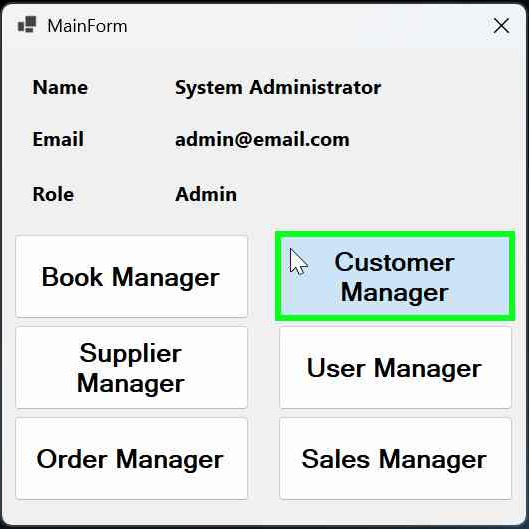 MainForm
Name System Administrator
Email admin@email.com
Role Admin
Book Manager
Customer
Manager
Supplier
Manager
User Manager
Order Manager
Sales Manager